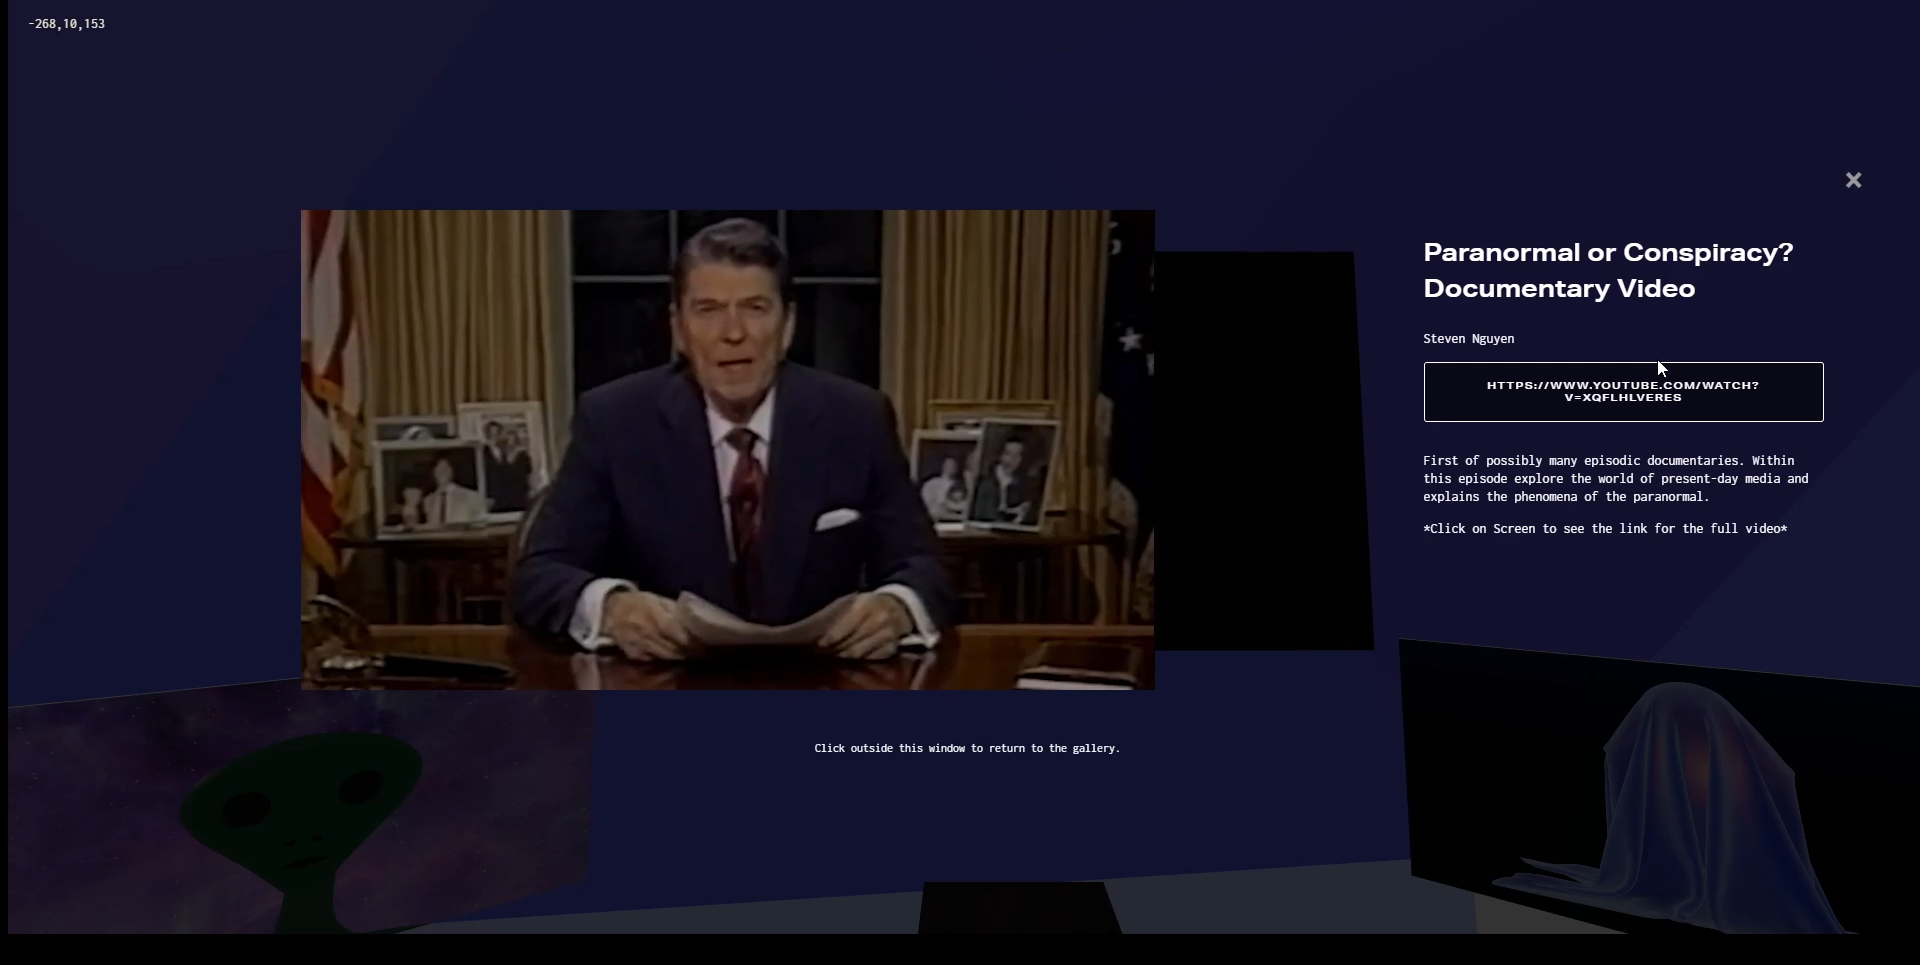 -268,10,153
Paranormal or Conspiracy?
Documentary Video
Steven Nguyen
HTTPS://WWW.YOUTUBE.COM/WATCH?
V=XQFLHLVERES
First of possibly many episodic documentaries. Within
this episode explore the world of present-day media and
explains the phenomena of the paranormal.
*Click on Screen to see the link for the full video*
Click outside this window to return to the gallery.